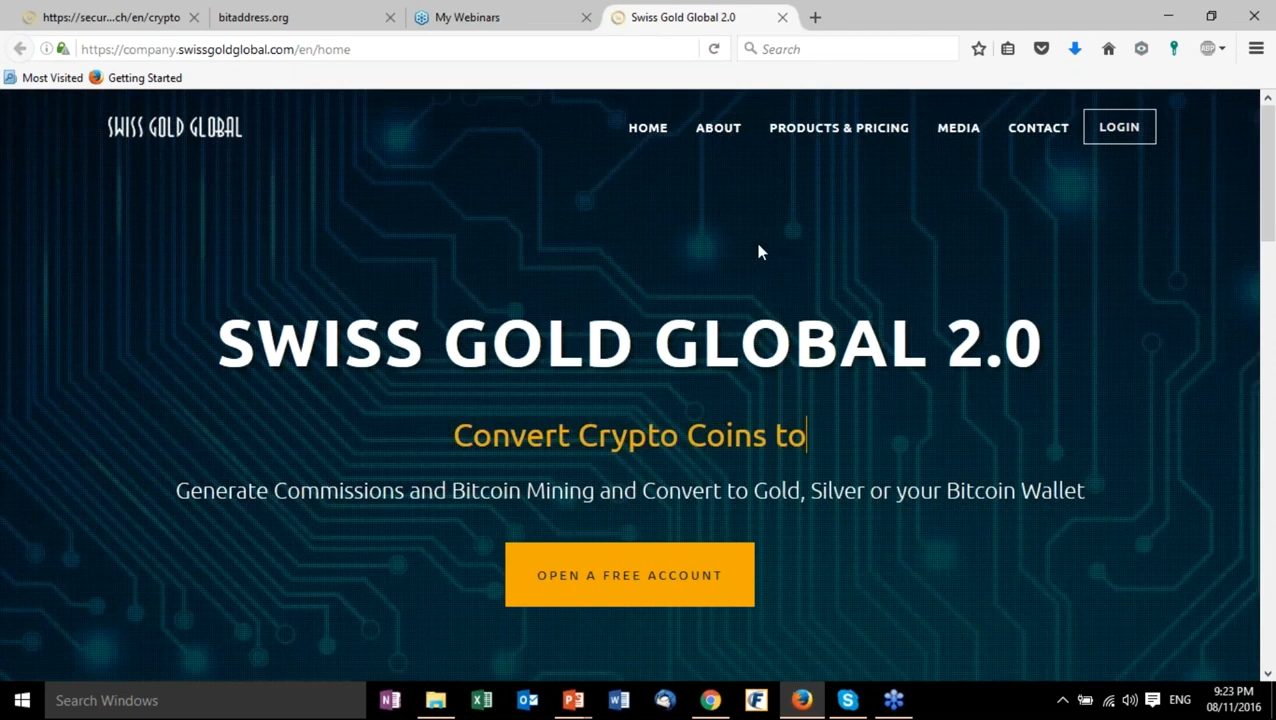 https://secur...ch/en/crypto
bitaddress.org
My Webinars
Swiss Gold Global 2.0
https://company.swissgoldglobal.com/en/home
Search
ABP
Most Visited
Getting Started
SWISS GOLD GLOBAL
HOME
ABOUT
PRODUCTS & PRICING
MEDIA
CONTACT
LOGIN
SWISS GOLD GLOBAL 2.0
Convert Crypto Coins to
Generate Commissions and Bitcoin Mining and Convert to Gold, Silver or your Bitcoin Wallet
OPEN A FREE ACCOUNT
Search Windows
ENG
9:23 PM
08/11/2016